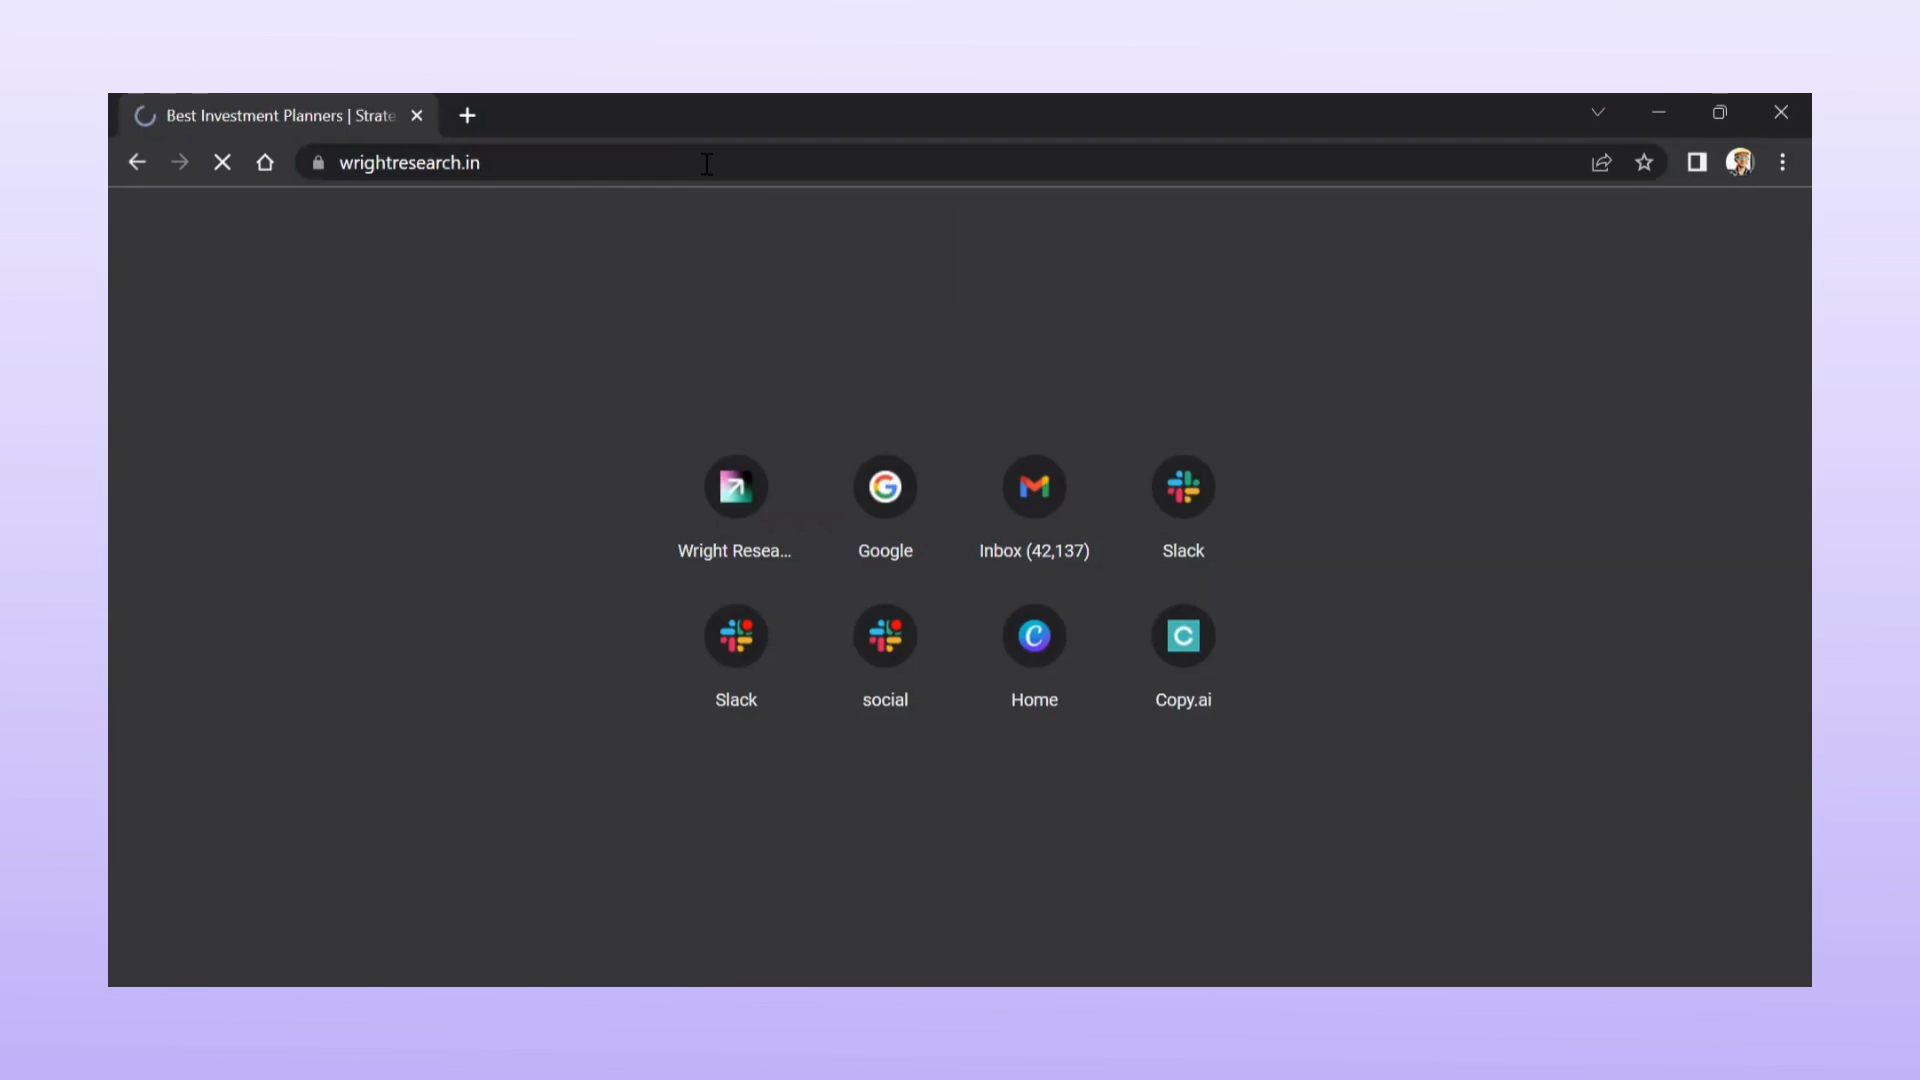 Best Investment Planners | Strate
wrightresearch.in
Wright Resea...
Google
Inbox (42,137)
Slack
Slack
social
Home
Copy.ai